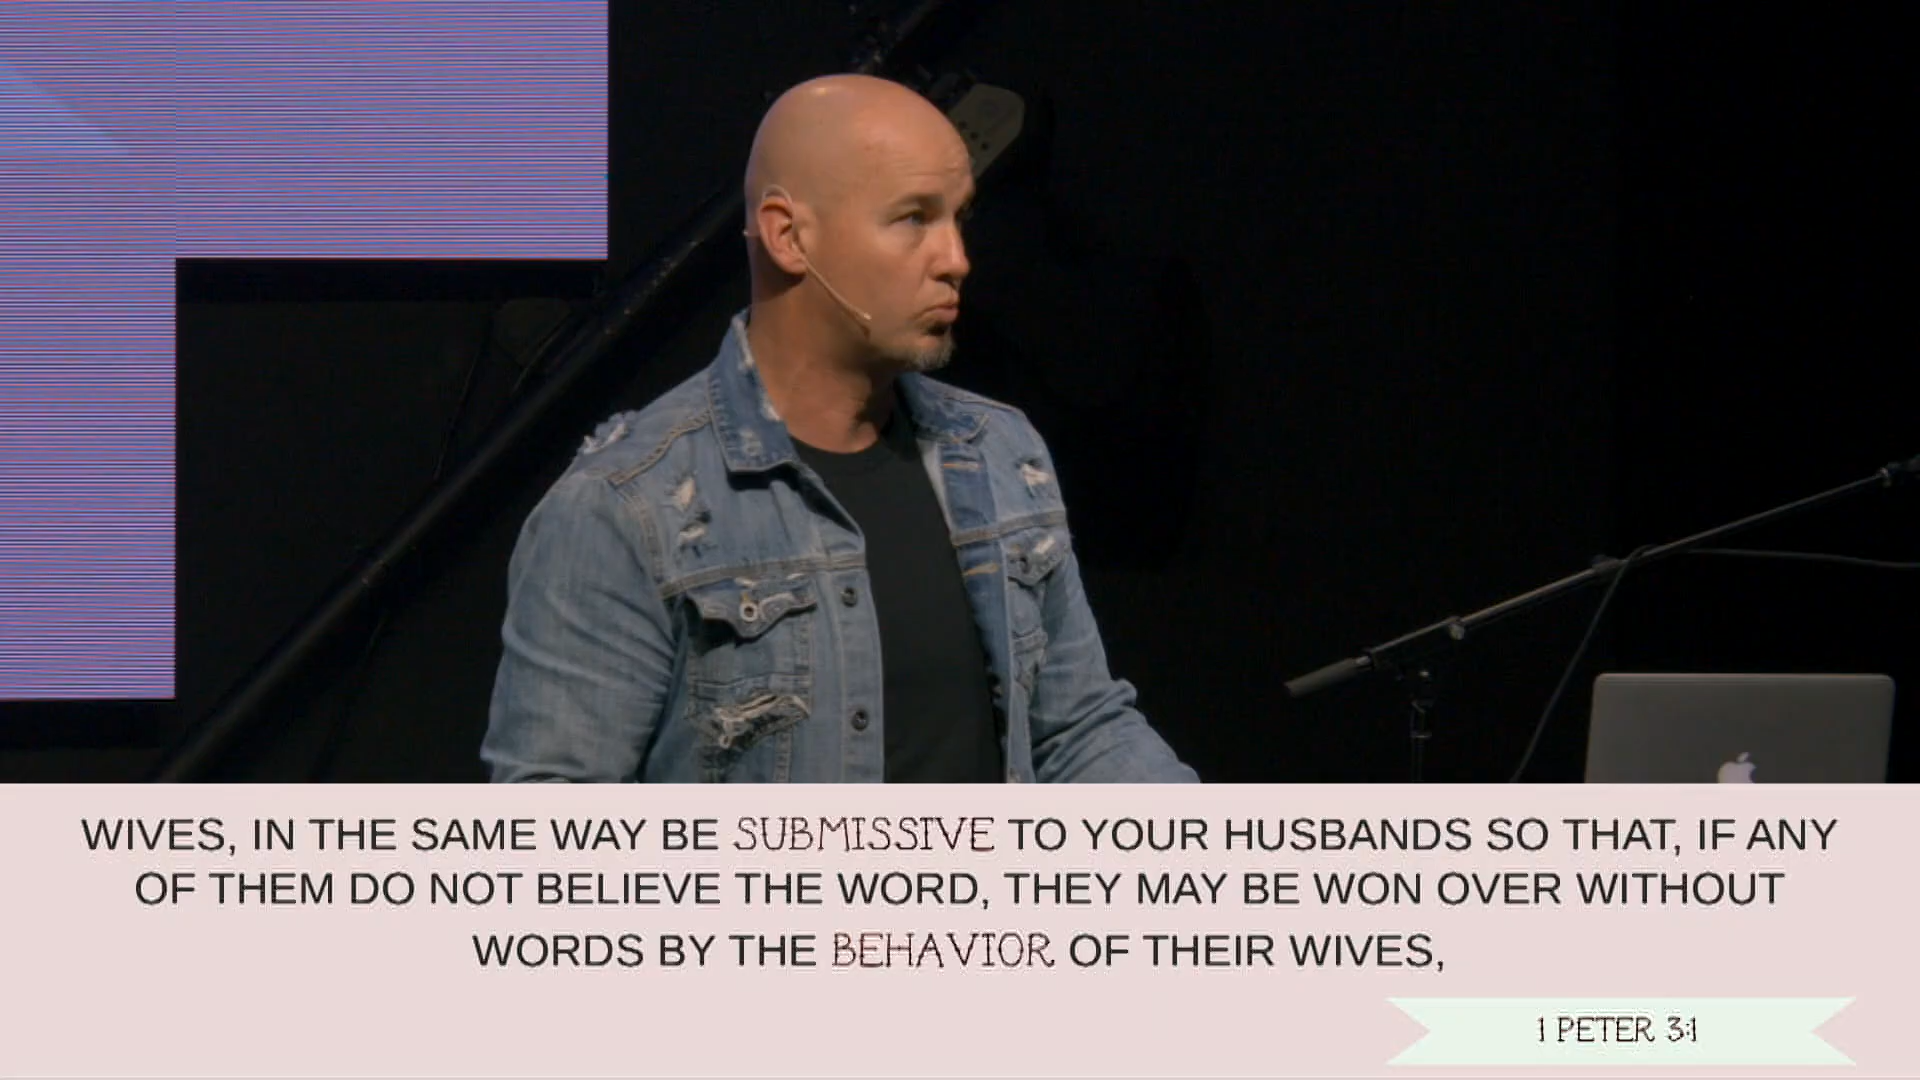 WIVES, IN THE SAME WAY BE SUBMISSIVE TO YOUR HUSBANDS SO THAT, IF ANY
OF THEM DO NOT BELIEVE THE WORD, THEY MAY BE WON OVER WITHOUT
WORDS BY THE BEHAVIOR OF THEIR WIVES,
1 PETER 3:1